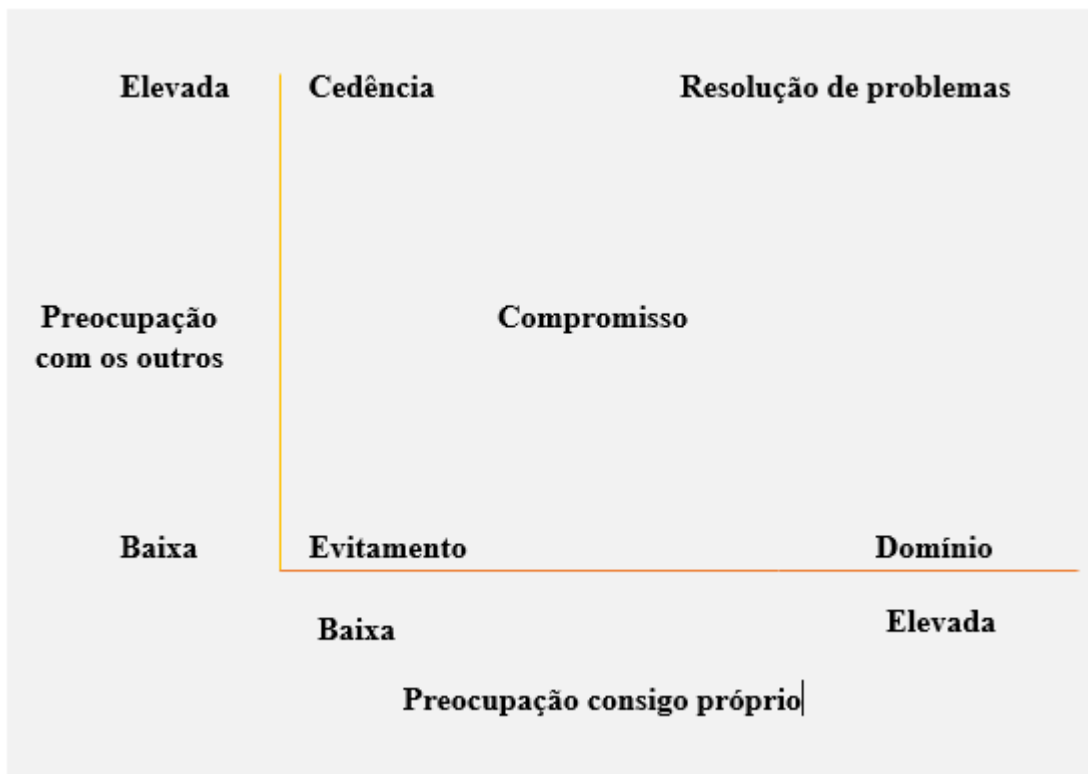 Elevada
Cedência
Resolução de problemas
Preocupação
com os outros
Compromisso
Baixa
Evitamento
Domínio
Baixa
Elevada
Preocupação consigo próprio